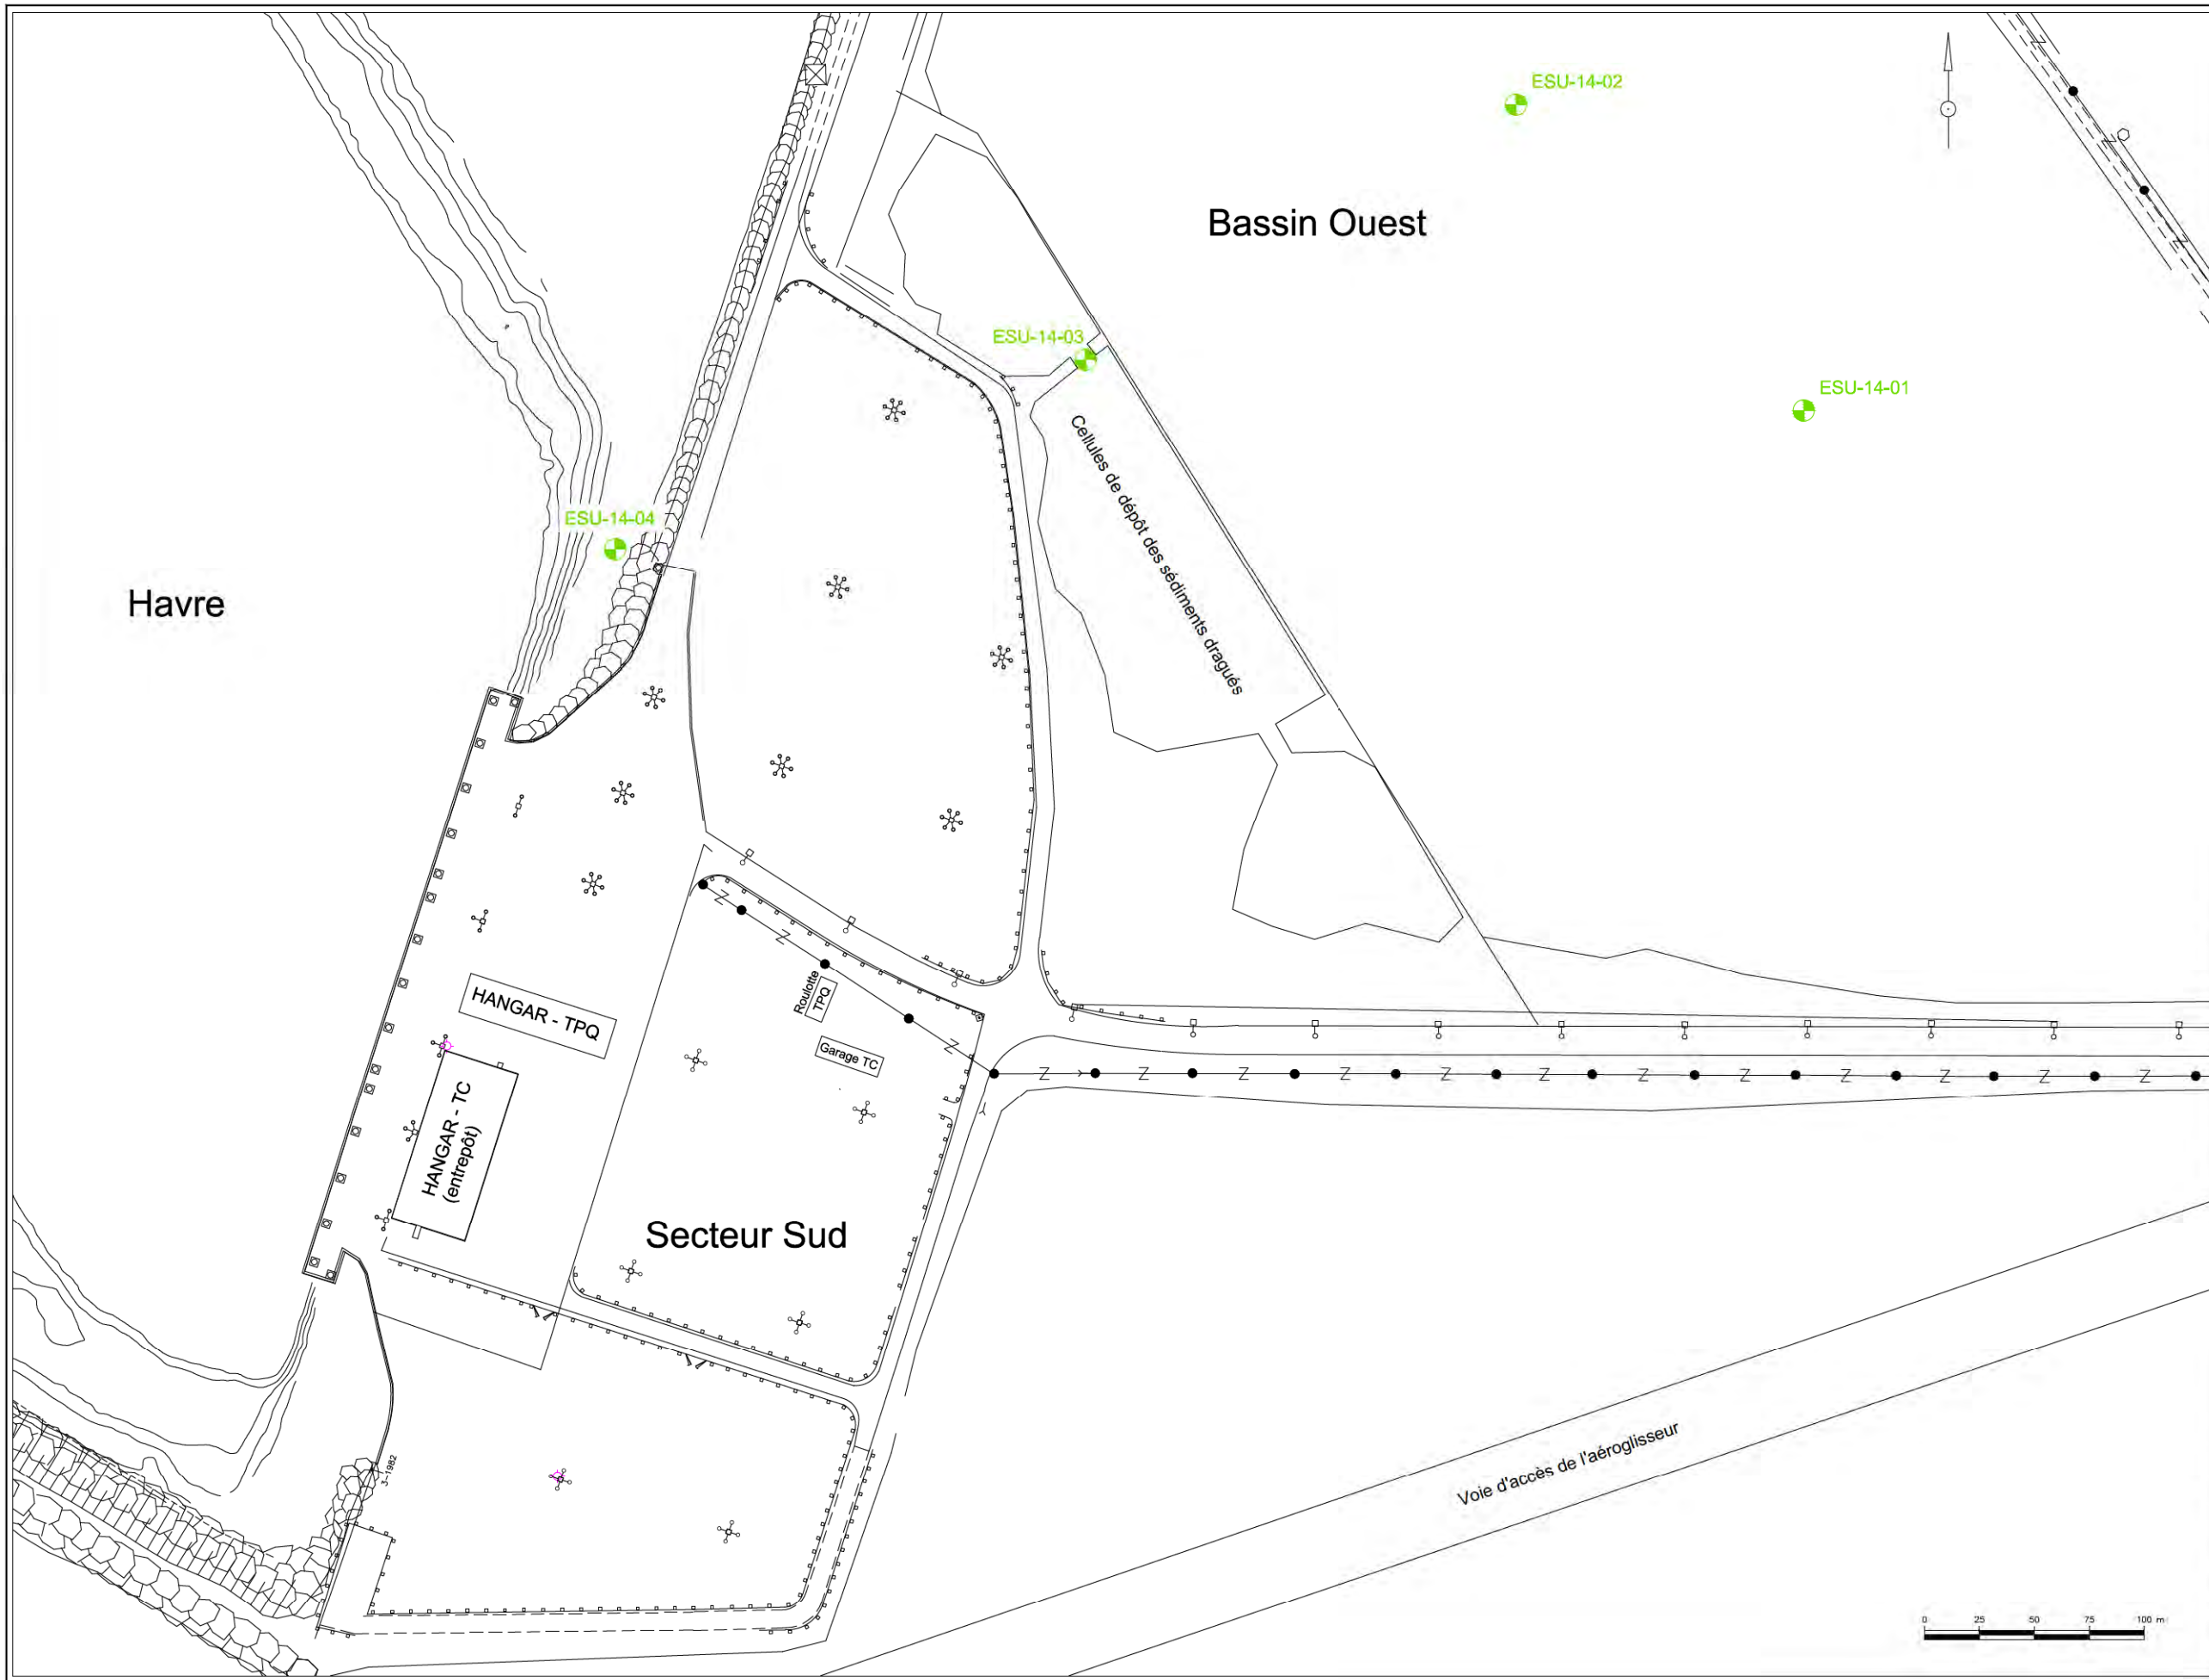 ESU-14-02
Bassin Ouest
ESU-14-03
ESU-14-01
Cellules de dépôt des sédiments dragués
ESU-14-04
Havre
HANGAR - TPQ
Roulotte
TPQ
Garage TC
HANGAR - TC
(entrepôt)
Secteur Sud
Voie d'accès de l'aéroglisseur
3-1982
0 25 50 75 100 m